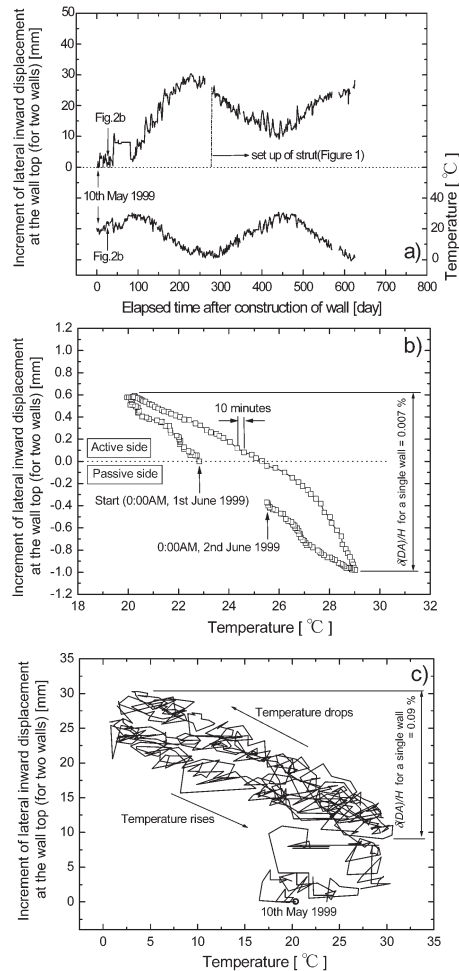 Increment of lateral inward displacement
at the wall top (for two walls) [mm]
50
40
30
20
10
0
Fig.2b
set up of strut(Figure 1)
10th May 1999
Fig.2b
a)
40
20
0
Temperature [ ℃]
-100 0 100 200 300 400 500 600 700 800
Elapsed time after construction of wall [day]
Increment of lateral inward displacement
at the wall top (for two walls) [mm]
1.2
1.0
0.8
0.6
0.4
0.2
0.0
-0.2
-0.4
-0.6
-0.8
-1.0
-1.2
b)
10 minutes
Active side
Passive side
Start (0:00AM, 1st June 1999)
0:00AM, 2nd June 1999
δ(DA)/H for a single wall = 0.007 %
18 20 22 24 26 28 30 32
Temperature [ ℃]
Increment of lateral inward displacement
at the wall top (for two walls) [mm]
35
30
25
20
15
10
5
0
c)
Temperature drops
Temperature rises
δ(DA)/H for a single wall
= 0.09 %
10th May 1999
0 5 10 15 20 25 30 35
Temperature [ ℃]